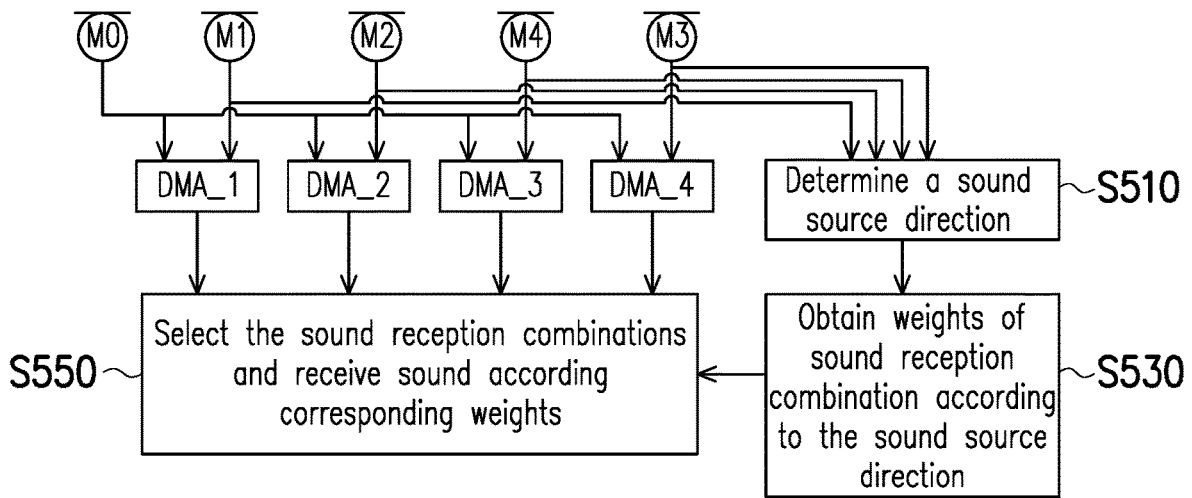 M0 M1 M2 M4 M3
DMA_1 DMA_2 DMA_3 DMA_4
Determine a sound
source direction
S510
Select the sound reception combinations
and receive sound according
corresponding weights
S550
Obtain weights of
sound reception
combination according
to the sound source
direction
S530